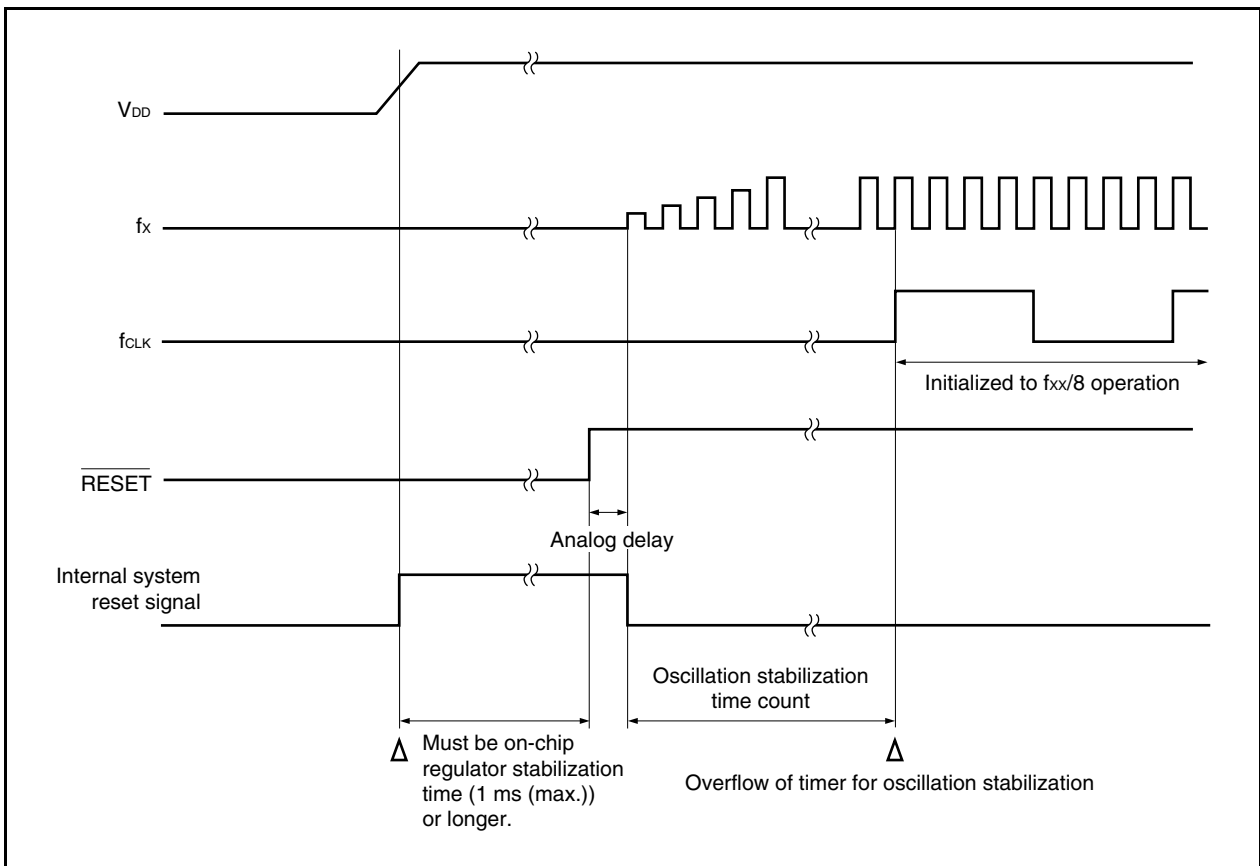 VDD
fX
fCLK
Initialized to fXX/8 operation
RESET
Analog delay
Internal system
reset signal
Oscillation stabilization
time count
Must be on-chip
regulator stabilization
time (1 ms (max.))
or longer.
Overflow of timer for oscillation stabilization